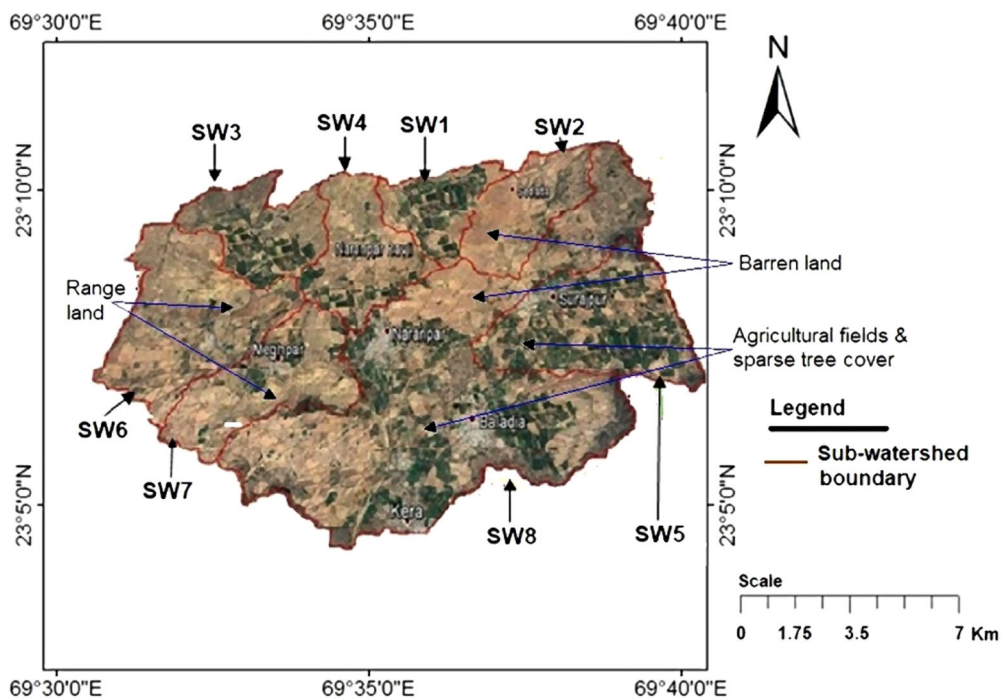 69°30'0"E
69°35'0"E
69°40'0"E
N
SW3
SW4
SW1
SW2
23°10'0"N
23°10'0"N
Barren land
Range
land
Surajpur
Naranpar
Meghpar
Agricultural fields &
sparse tree cover
Baladia
Legend
Sub-watershed
boundary
SW6
SW7
Kera
SW8
SW5
23°5'0"N
23°5'0"N
Scale
0 1.75 3.5 7 Km
69°30'0"E
69°35'0"E
69°40'0"E